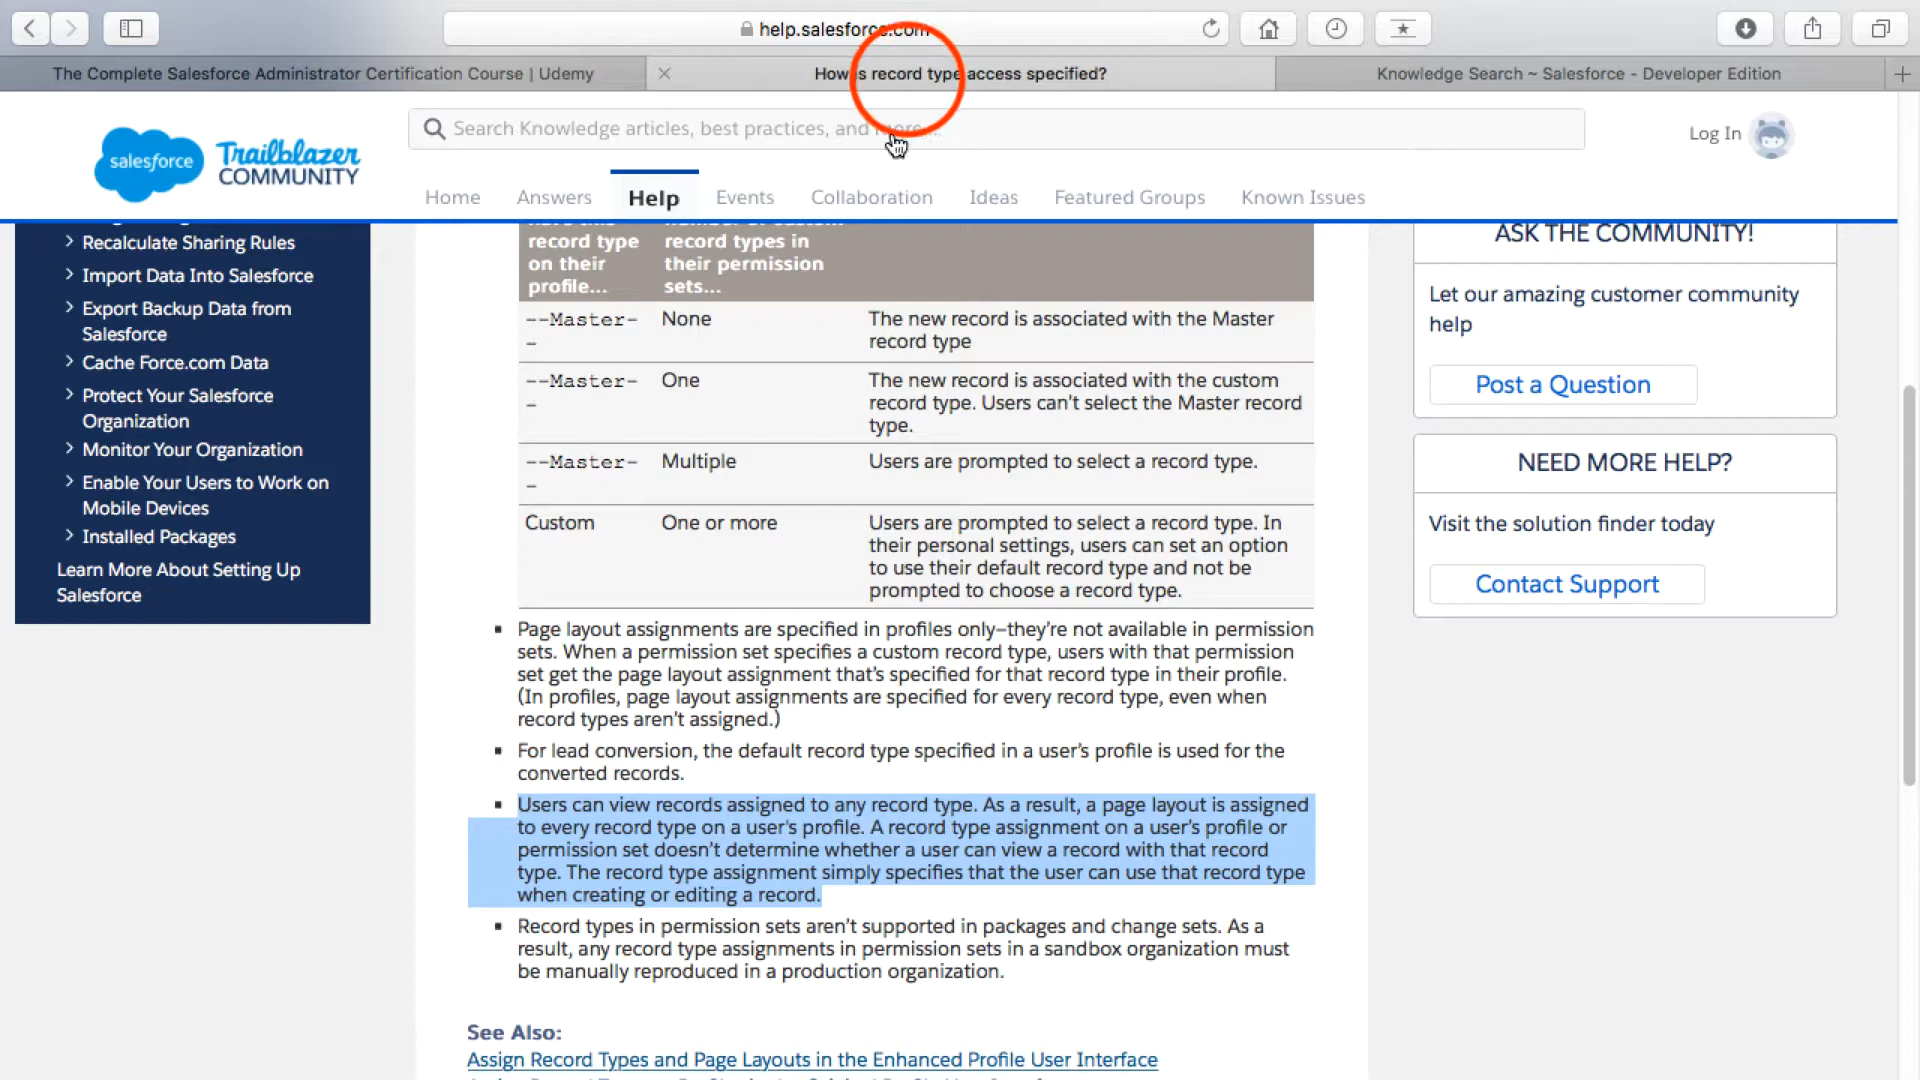 help.salesforce.com
The Complete Salesforce Administrator Certification Course | Udemy
How is record type access specified?
Knowledge Search ~ Salesforce - Developer Edition
salesforce
Trailblazer
COMMUNITY
Search Knowledge articles, best practices, and more...
Log In
Home
Answers
Help
Events
Collaboration
Ideas
Featured Groups
Known Issues
Recalculate Sharing Rules
Import Data Into Salesforce
Export Backup Data from
Salesforce
Cache Force.com Data
Protect Your Salesforce
Organization
Monitor Your Organization
Enable Your Users to Work on
Mobile Devices
Installed Packages
Learn More About Setting Up
Salesforce
record type
on their
profile...
record types in
their permission
sets...
--Master-
-
None
The new record is associated with the Master
record type
--Master-
-
One
The new record is associated with the custom
record type. Users can't select the Master record
type.
--Master-
-
Multiple
Users are prompted to select a record type.
Custom
One or more
Users are prompted to select a record type. In
their personal settings, users can set an option
to use their default record type and not be
prompted to choose a record type.
▪ Page layout assignments are specified in profiles only—they're not available in permission
sets. When a permission set specifies a custom record type, users with that permission
set get the page layout assignment that's specified for that record type in their profile.
(In profiles, page layout assignments are specified for every record type, even when
record types aren't assigned.)
▪ For lead conversion, the default record type specified in a user's profile is used for the
converted records.
▪ Users can view records assigned to any record type. As a result, a page layout is assigned
to every record type on a user's profile. A record type assignment on a user's profile or
permission set doesn't determine whether a user can view a record with that record
type. The record type assignment simply specifies that the user can use that record type
when creating or editing a record.
▪ Record types in permission sets aren't supported in packages and change sets. As a
result, any record type assignments in permission sets in a sandbox organization must
be manually reproduced in a production organization.
See Also:
Assign Record Types and Page Layouts in the Enhanced Profile User Interface
ASK THE COMMUNITY!
Let our amazing customer community
help
Post a Question
NEED MORE HELP?
Visit the solution finder today
Contact Support